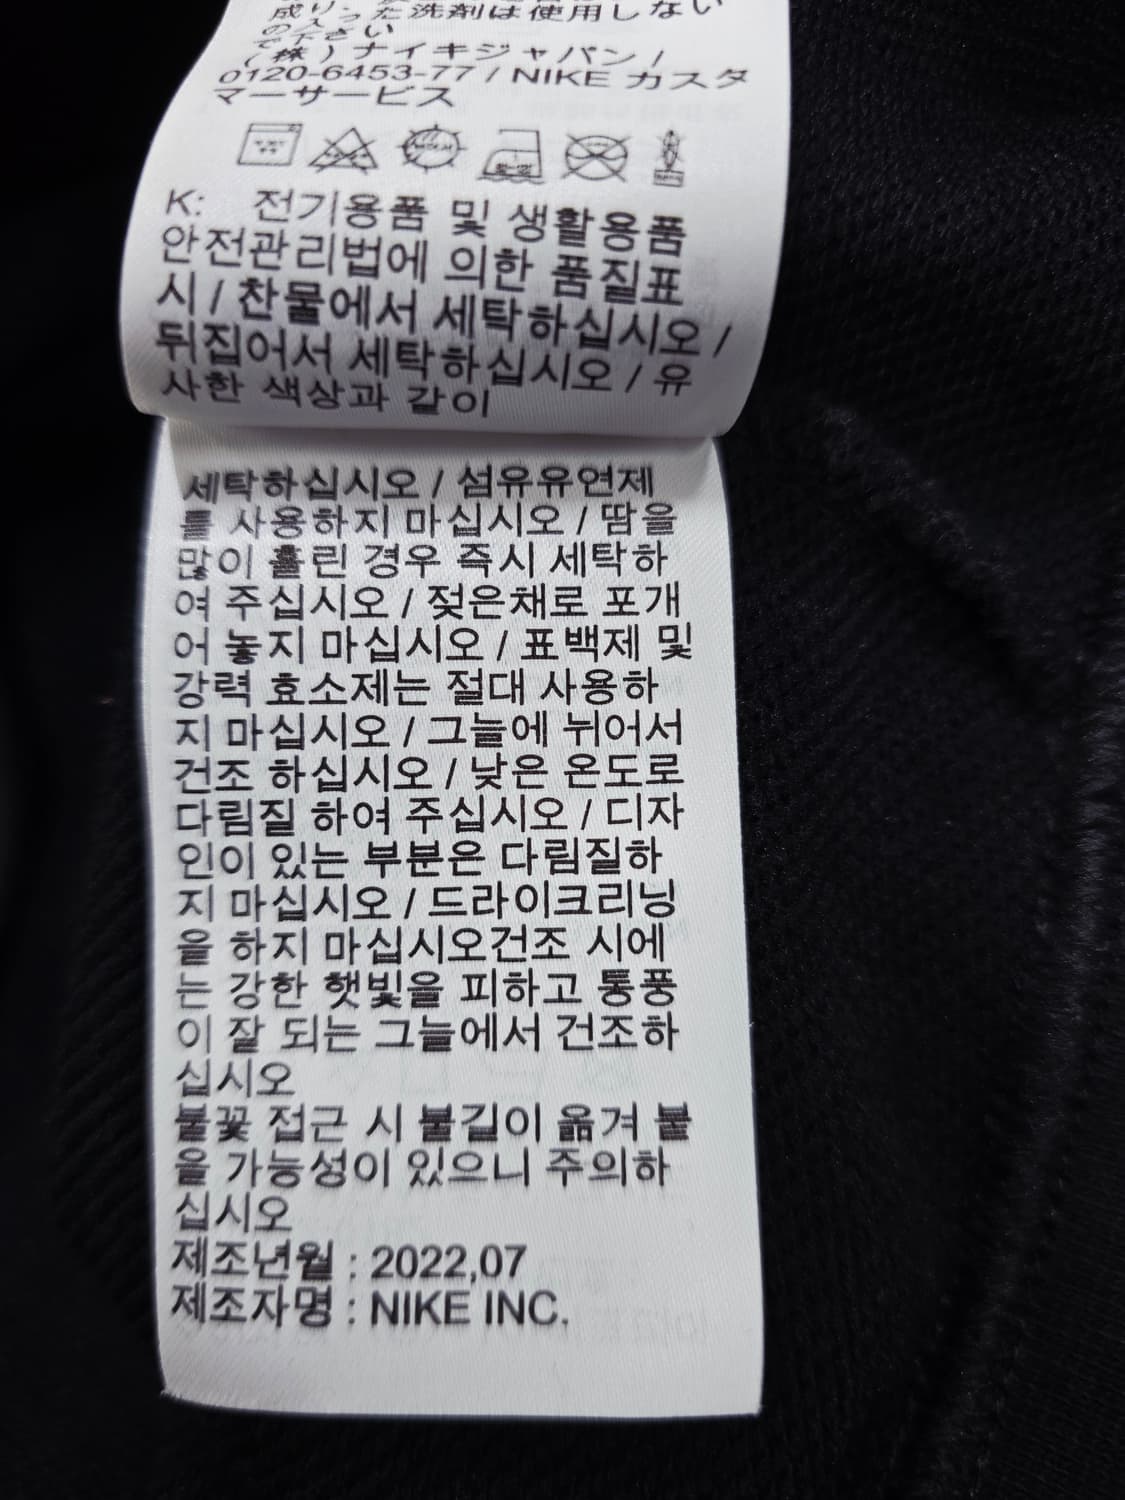 成り、った洗剤は使用しない
で下さい
(株) ナイキジャパン /
0120-6453-77 / NIKE カスタ
マーサービス
K: 전기용품 및 생활용품
안전관리법에 의한 품질표
시 / 찬물에서 세탁하십시오 /
뒤집어서 세탁하십시오 / 유
사한 색상과 같이
세탁하십시오 / 섬유유연제
를 사용하지 마십시오 / 땀을
많이 흘린 경우 즉시 세탁하
여 주십시오 / 젖은채로 포개
어 놓지 마십시오 / 표백제 및
강력 효소제는 절대 사용하
지 마십시오 / 그늘에 뉘어서
건조 하십시오 / 낮은 온도로
다림질 하여 주십시오 / 디자
인이 있는 부분은 다림질하
지 마십시오 / 드라이크리닝
을 하지 마십시오건조 시에
는 강한 햇빛을 피하고 통풍
이 잘 되는 그늘에서 건조하
십시오
불꽃 접근 시 불길이 옮겨 붙
을 가능성이 있으니 주의하
십시오
제조년월 : 2022,07
제조자명 : NIKE INC.